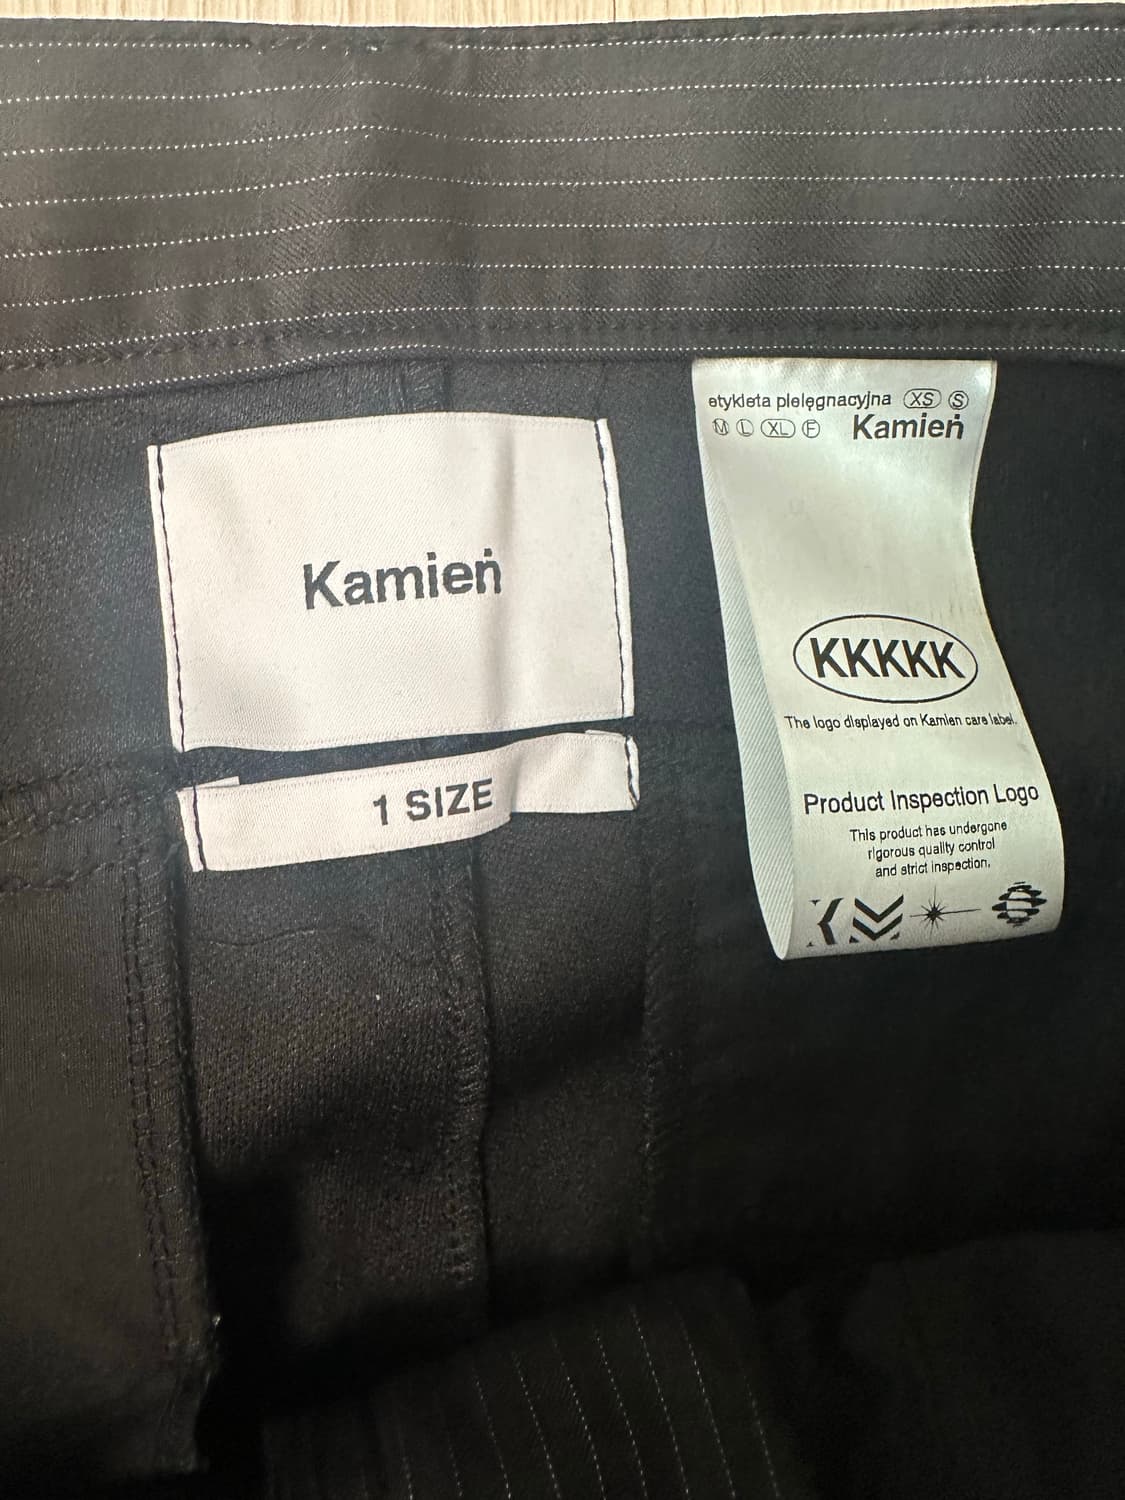 Kamień
1 SIZE
etykieta pielęgnacyjna XS S
M L XL F Kamień
KKKKK
The logo displayed on Kamien care label.
Product Inspection Logo
This product has undergone
rigorous quality control
and strict inspection.